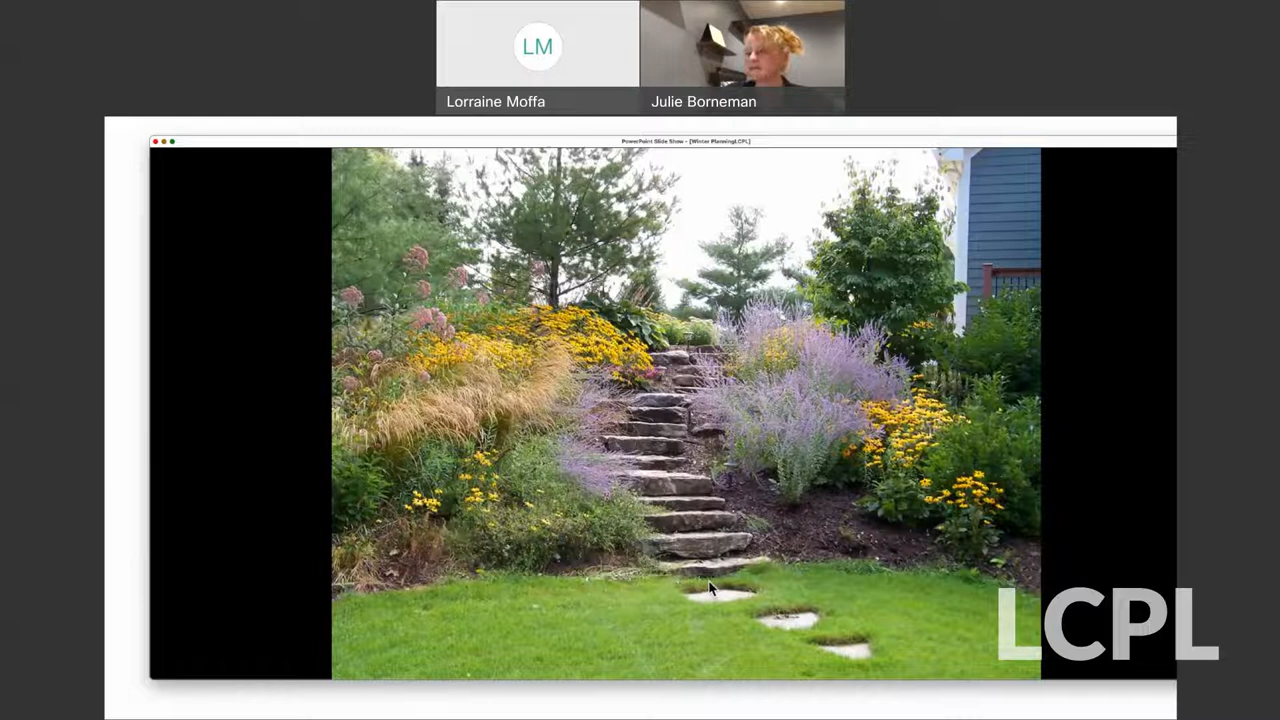 LM
Lorraine Moffa
Julie Borneman
PowerPoint Slide Show - [Winter PlanningLCPL]
LCPL